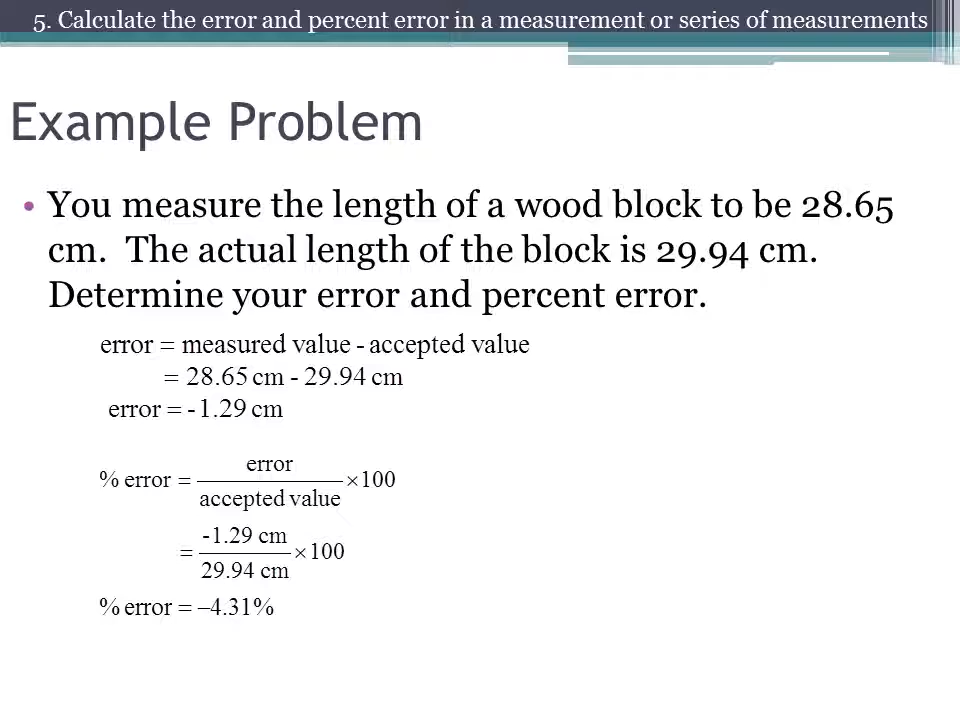 5. Calculate the error and percent error in a measurement or series of measurements
Example Problem
• You measure the length of a wood block to be 28.65
cm.  The actual length of the block is 29.94 cm.
Determine your error and percent error.
error = measured value - accepted value
= 28.65 cm - 29.94 cm
error = -1.29 cm
% error = error / accepted value ×100
= -1.29 cm / 29.94 cm ×100
% error = –4.31%